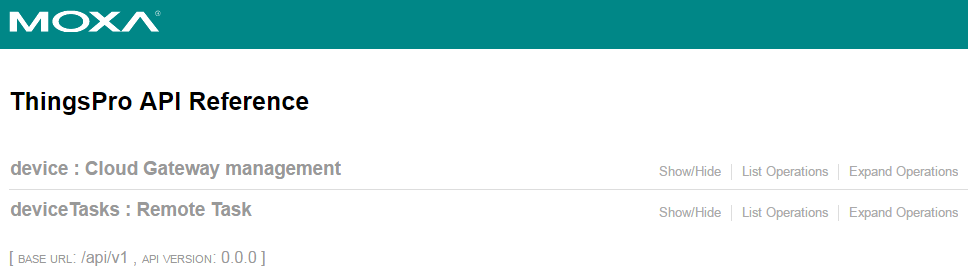 MOXA®
ThingsPro API Reference
device : Cloud Gateway management Show/Hide List Operations Expand Operations
deviceTasks : Remote Task Show/Hide List Operations Expand Operations
[ BASE URL: /api/v1 , API VERSION: 0.0.0 ]